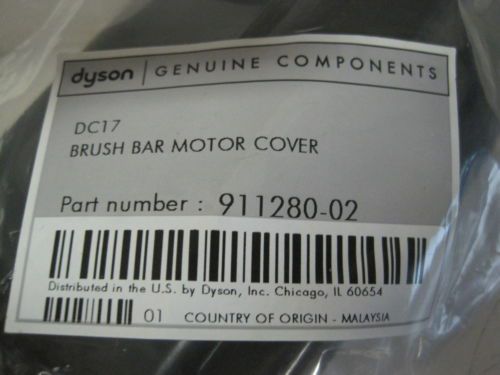 dyson | GENUINE COMPONENTS
DC17
BRUSH BAR MOTOR COVER
Part number : 911280-02
Distributed in the U.S. by Dyson, Inc. Chicago, IL 60654
01 COUNTRY OF ORIGIN - MALAYSIA